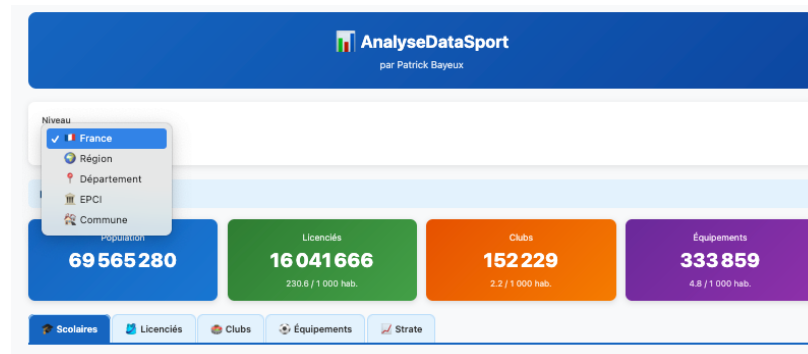 AnalyseDataSport
par Patrick Bayeux
Niveau
✓ France
Région
Département
EPCI
Commune
Population
69 565 280
Licenciés
16 041 666
230.6 / 1 000 hab.
Clubs
152 229
2.2 / 1 000 hab.
Équipements
333 859
4.8 / 1 000 hab.
Scolaires
Licenciés
Clubs
Équipements
Strate